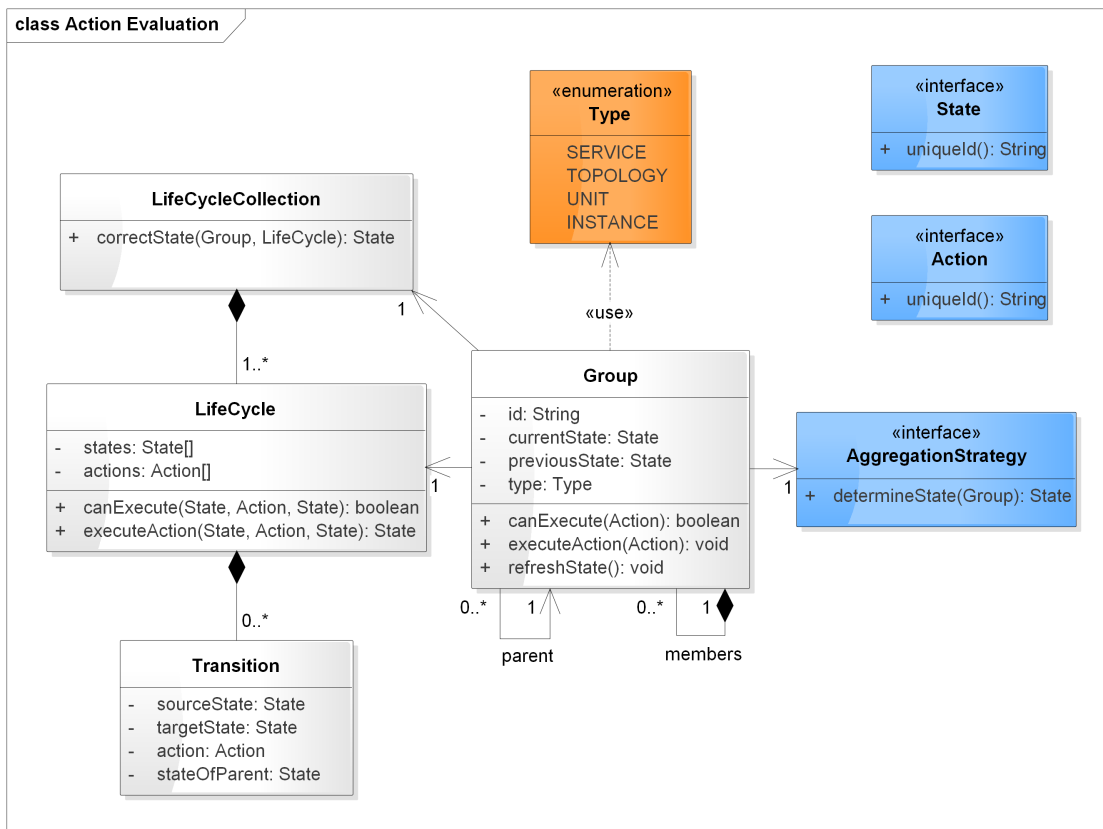 class Action Evaluation
«enumeration»
Type
SERVICE
TOPOLOGY
UNIT
INSTANCE
«interface»
State
+ uniqueId(): String
«interface»
Action
+ uniqueId(): String
LifeCycleCollection
+ correctState(Group, LifeCycle): State
1
«use»
1..*
LifeCycle
- states: State[]
- actions: Action[]
+ canExecute(State, Action, State): boolean
+ executeAction(State, Action, State): State
1
Group
- id: String
- currentState: State
- previousState: State
- type: Type
+ canExecute(Action): boolean
+ executeAction(Action): void
+ refreshState(): void
1
«interface»
AggregationStrategy
+ determineState(Group): State
0..* 1
parent
0..* 1
members
0..*
Transition
- sourceState: State
- targetState: State
- action: Action
- stateOfParent: State